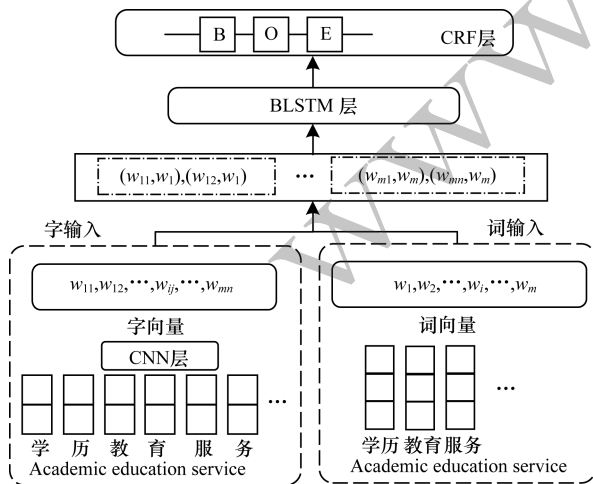 B O E
CRF层
BLSTM 层
(w11,w1),(w12,w1) ··· (wm1,wm),(wmn,wm)
字输入 词输入
w11,w12,···,wij,···,wmn
w1,w2,···,wi,···,wm
字向量
词向量
CNN层
···
···
学 历 教 育 服 务
学历 教育 服务
Academic education service
Academic education service
WWW